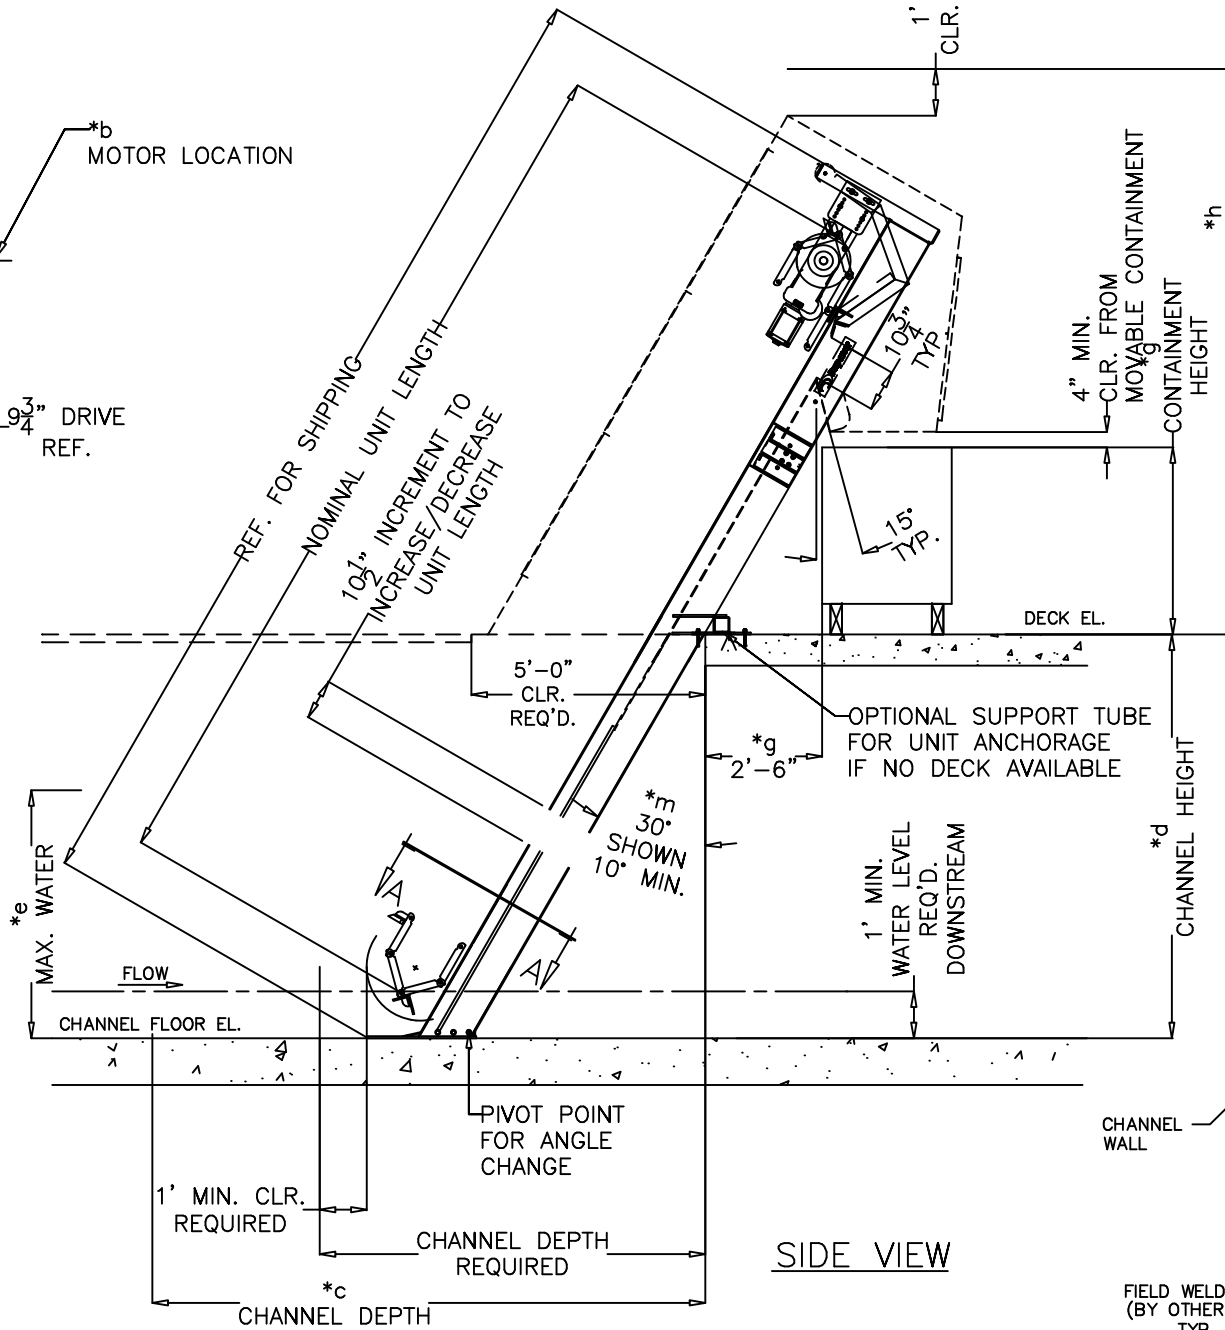 1'
CLR.
*b
MOTOR LOCATION
9 3/4" DRIVE
REF.
REF. FOR SHIPPING
NOMINAL UNIT LENGTH
10 1/2" INCREMENT TO
INCREASE/DECREASE
UNIT LENGTH
10 3/4"
TYP
4" MIN.
CLR. FROM
MOVABLE CONTAINMENT
*g
CONTAINMENT
HEIGHT
*h
15°
TYP.
DECK EL.
5'-0"
CLR.
REQ'D.
*g
2'-6"
OPTIONAL SUPPORT TUBE
FOR UNIT ANCHORAGE
IF NO DECK AVAILABLE
*m
30°
SHOWN
10° MIN.
*e
MAX. WATER
A
A
1' MIN.
WATER LEVEL
REQ'D.
DOWNSTREAM
*d
CHANNEL HEIGHT
FLOW
CHANNEL FLOOR EL.
PIVOT POINT
FOR ANGLE
CHANGE
CHANNEL
WALL
1' MIN. CLR.
REQUIRED
CHANNEL DEPTH
REQUIRED
*c
CHANNEL DEPTH
SIDE VIEW
FIELD WELD
(BY OTHER
TYP